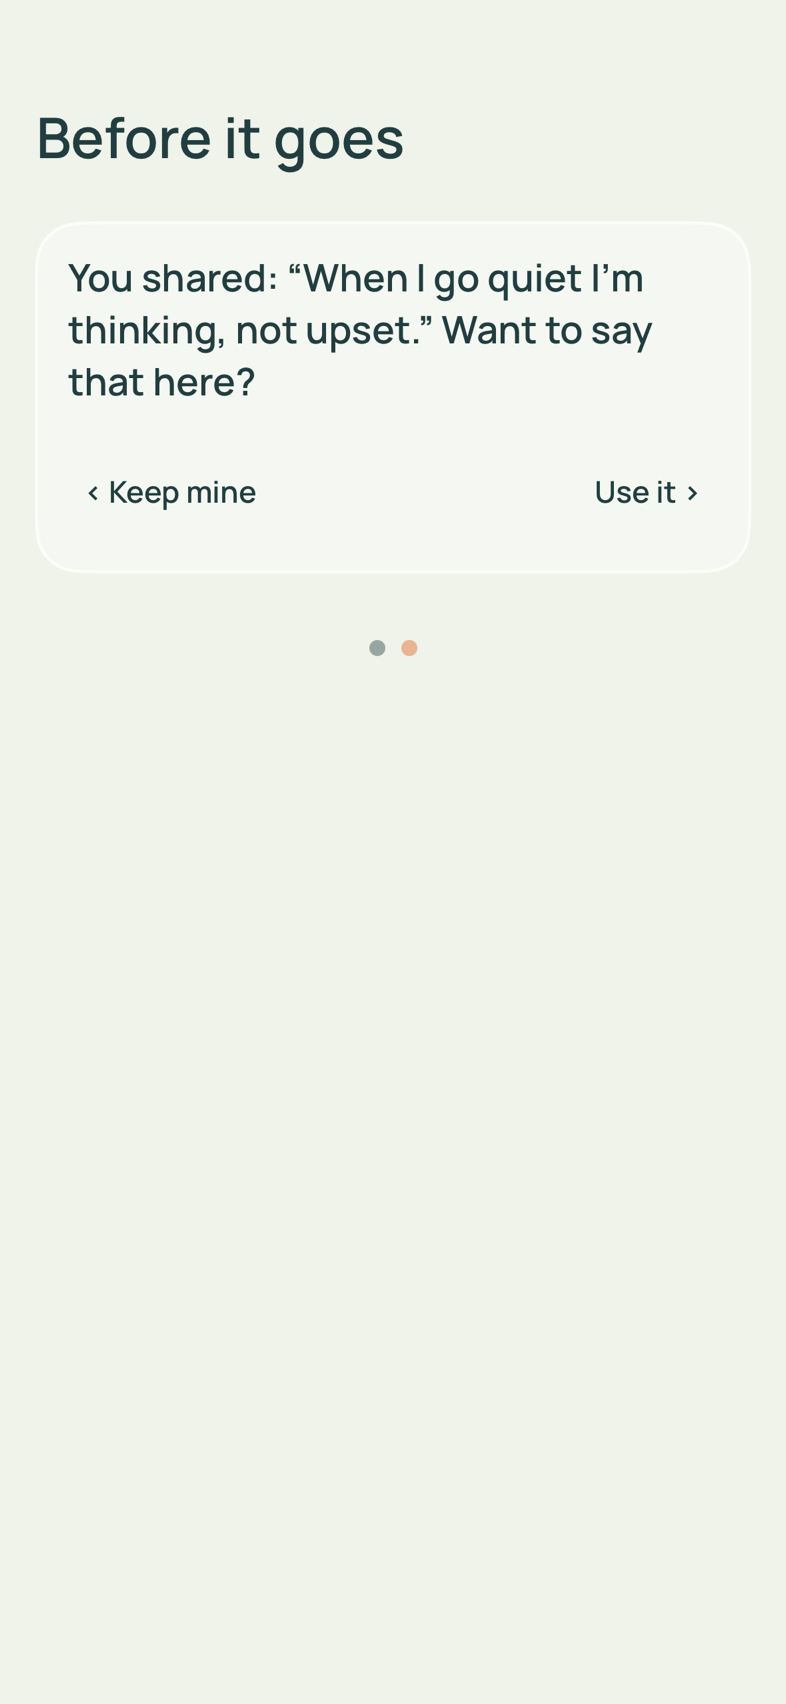 Before it goes
You shared: “When I go quiet I’m
thinking, not upset.” Want to say
that here?
‹ Keep mine
Use it ›